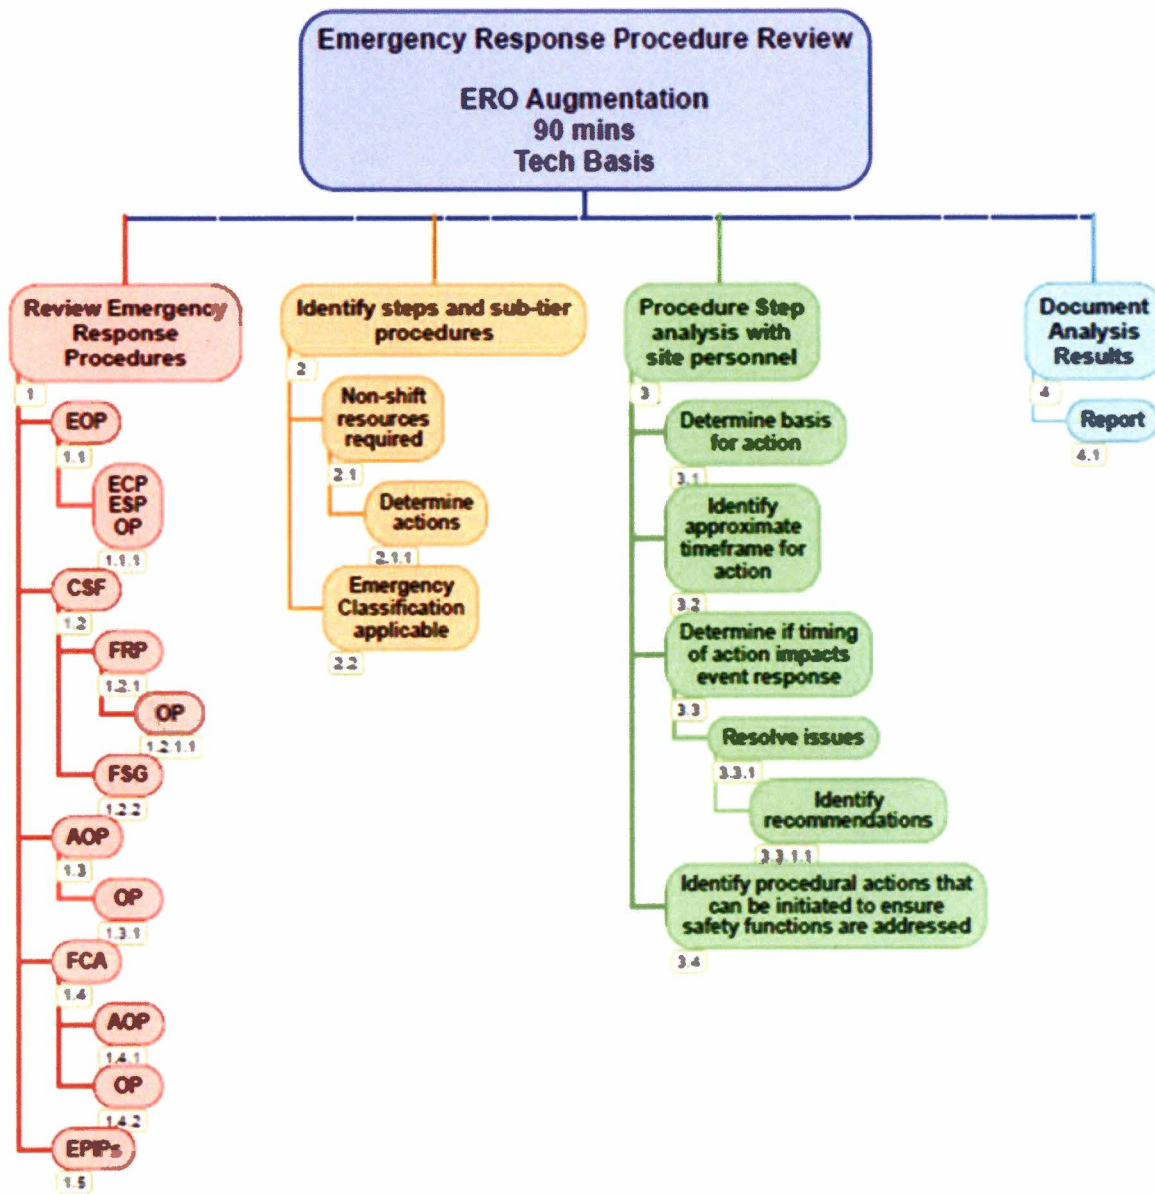 Emergency Response Procedure Review
ERO Augmentation
90 mins
Tech Basis
Review Emergency
Response
Procedures
1
EOP
1.1
ECP
ESP
OP
1.1.1
CSF
1.2
FRP
1.2.1
OP
1.2.1.1
FSG
1.2.2
AOP
1.3
OP
1.3.1
FCA
1.4
AOP
1.4.1
OP
1.4.2
EPIPs
1.5
Identify steps and sub-tier
procedures
2
Non-shift
resources
required
2.1
Determine
actions
2.1.1
Emergency
Classification
applicable
2.2
Procedure Step
analysis with
site personnel
3
Determine basis
for action
3.1
Identify
approximate
timeframe for
action
3.2
Determine if timing
of action impacts
event response
3.3
Resolve issues
3.3.1
Identify
recommendations
3.3.1.1
Identify procedural actions that
can be initiated to ensure
safety functions are addressed
3.4
Document
Analysis
Results
4
Report
4.1